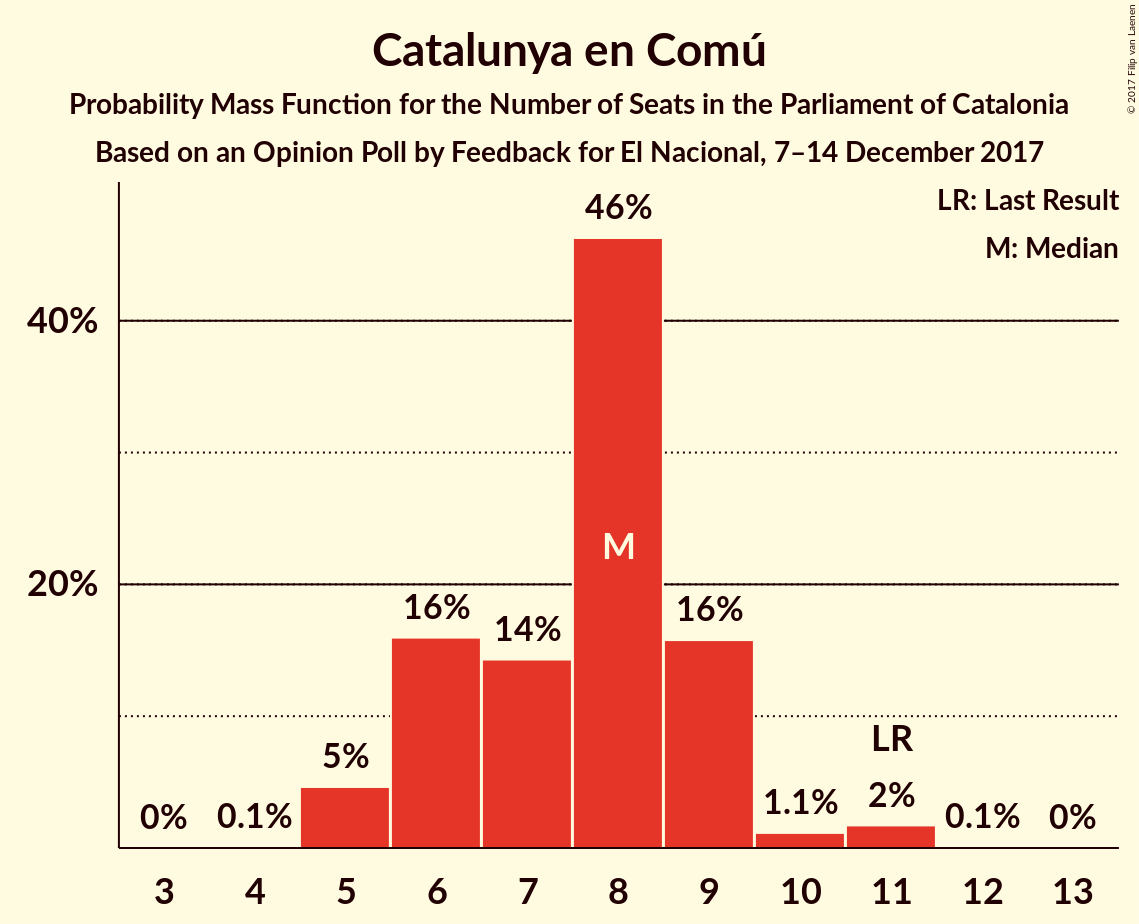 Catalunya en Comú
Probability Mass Function for the Number of Seats in the Parliament of Catalonia
Based on an Opinion Poll by Feedback for El Nacional, 7–14 December 2017
© 2017 Filip van Laenen
LR: Last Result
M: Median
46%
40%
M
20%
16%
14%
16%
5%
LR
0%
0.1%
1.1%
2%
0.1%
0%
3 4 5 6 7 8 9 10 11 12 13